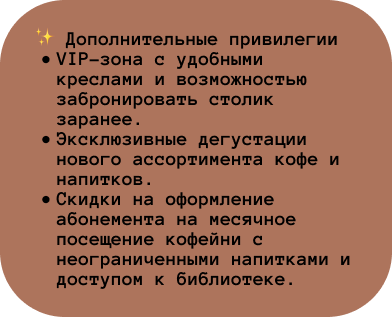 ✨ Дополнительные привилегии
• VIP-зона с удобными
креслами и возможностью
забронировать столик
заранее.
• Эксклюзивные дегустации
нового ассортимента кофе и
напитков.
• Скидки на оформление
абонемента на месячное
посещение кофейни с
неограниченными напитками и
доступом к библиотеке.